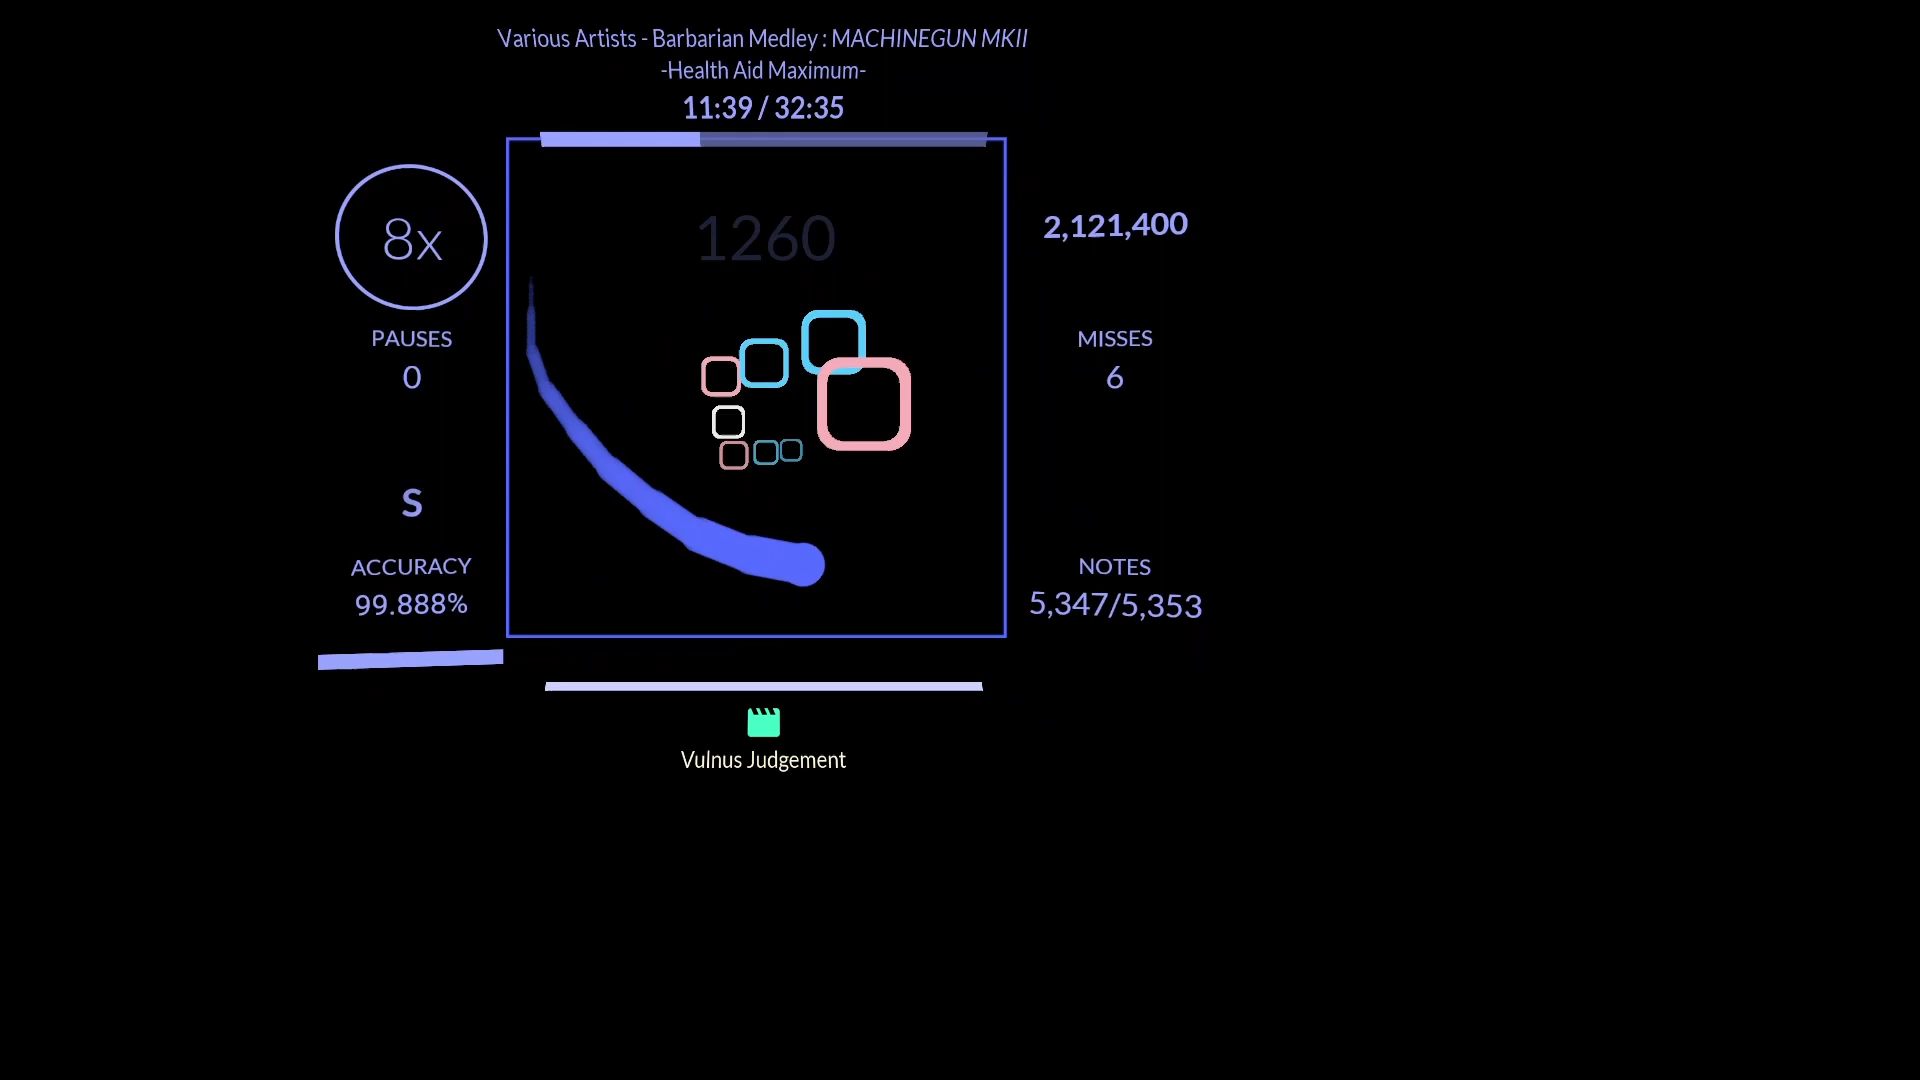 Various Artists - Barbarian Medley : MACHINEGUN MKII
-Health Aid Maximum-
11:39 / 32:35
8x
1260
2,121,400
PAUSES
0
MISSES
6
S
ACCURACY
99.888%
NOTES
5,347/5,353
Vulnus Judgement